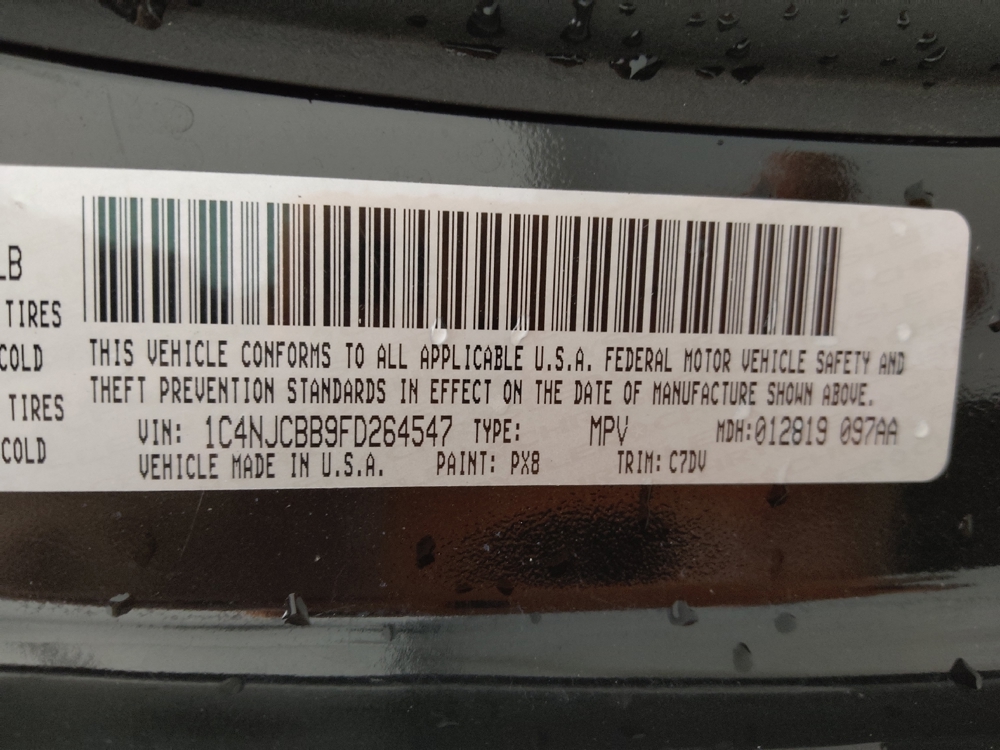 LB
TIRES
COLD
TIRES
COLD
THIS VEHICLE CONFORMS TO ALL APPLICABLE U.S.A. FEDERAL MOTOR VEHICLE SAFETY AND
THEFT PREVENTION STANDARDS IN EFFECT ON THE DATE OF MANUFACTURE SHOWN ABOVE.
VIN: 1C4NJCBB9FD264547 TYPE: MPV MDH:012819 097AA
VEHICLE MADE IN U.S.A. PAINT: PX8 TRIM: C7DV